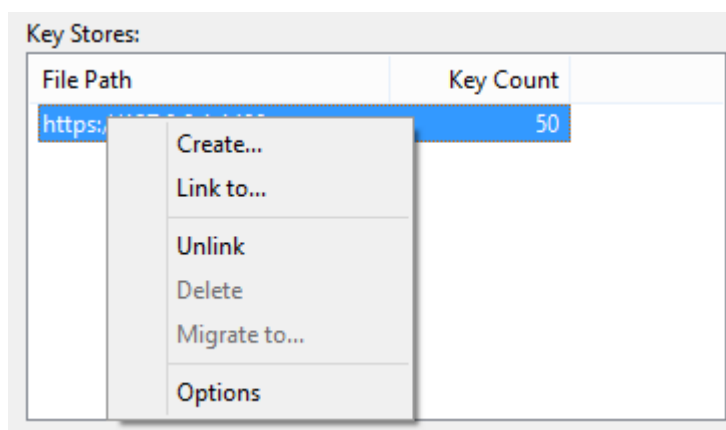 Key Stores:
File Path Key Count
https:/ 50
Create...
Link to...
Unlink
Delete
Migrate to...
Options